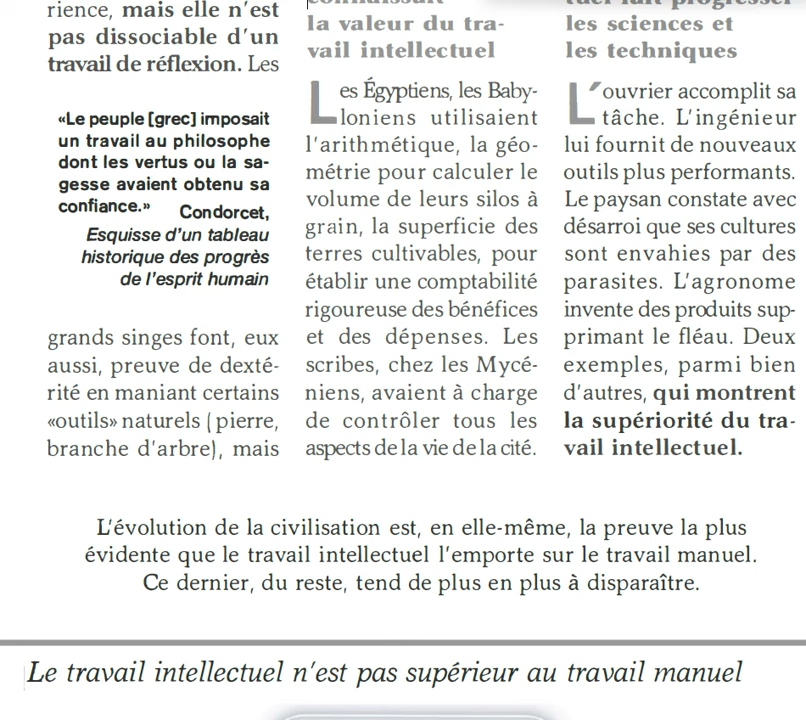 rience, mais elle n'est
pas dissociable d'un
travail de réflexion. Les
«Le peuple [grec] imposait
un travail au philosophe
dont les vertus ou la sa-
gesse avaient obtenu sa
confiance.» Condorcet,
Esquisse d'un tableau
historique des progrès
de l'esprit humain
grands singes font, eux
aussi, preuve de dexté-
rité en maniant certains
«outils» naturels (pierre,
branche d'arbre), mais
connaissait
la valeur du tra-
vail intellectuel
Les Égyptiens, les Baby-
loniens utilisaient
l'arithmétique, la géo-
métrie pour calculer le
volume de leurs silos à
grain, la superficie des
terres cultivables, pour
établir une comptabilité
rigoureuse des bénéfices
et des dépenses. Les
scribes, chez les Mycé-
niens, avaient à charge
de contrôler tous les
aspects de la vie de la cité.
tuel fait progresser
les sciences et
les techniques
L'ouvrier accomplit sa
tâche. L'ingénieur
lui fournit de nouveaux
outils plus performants.
Le paysan constate avec
désarroi que ses cultures
sont envahies par des
parasites. L'agronome
invente des produits sup-
primant le fléau. Deux
exemples, parmi bien
d'autres, qui montrent
la supériorité du tra-
vail intellectuel.
L'évolution de la civilisation est, en elle-même, la preuve la plus
évidente que le travail intellectuel l'emporte sur le travail manuel.
Ce dernier, du reste, tend de plus en plus à disparaître.
Le travail intellectuel n'est pas supérieur au travail manuel